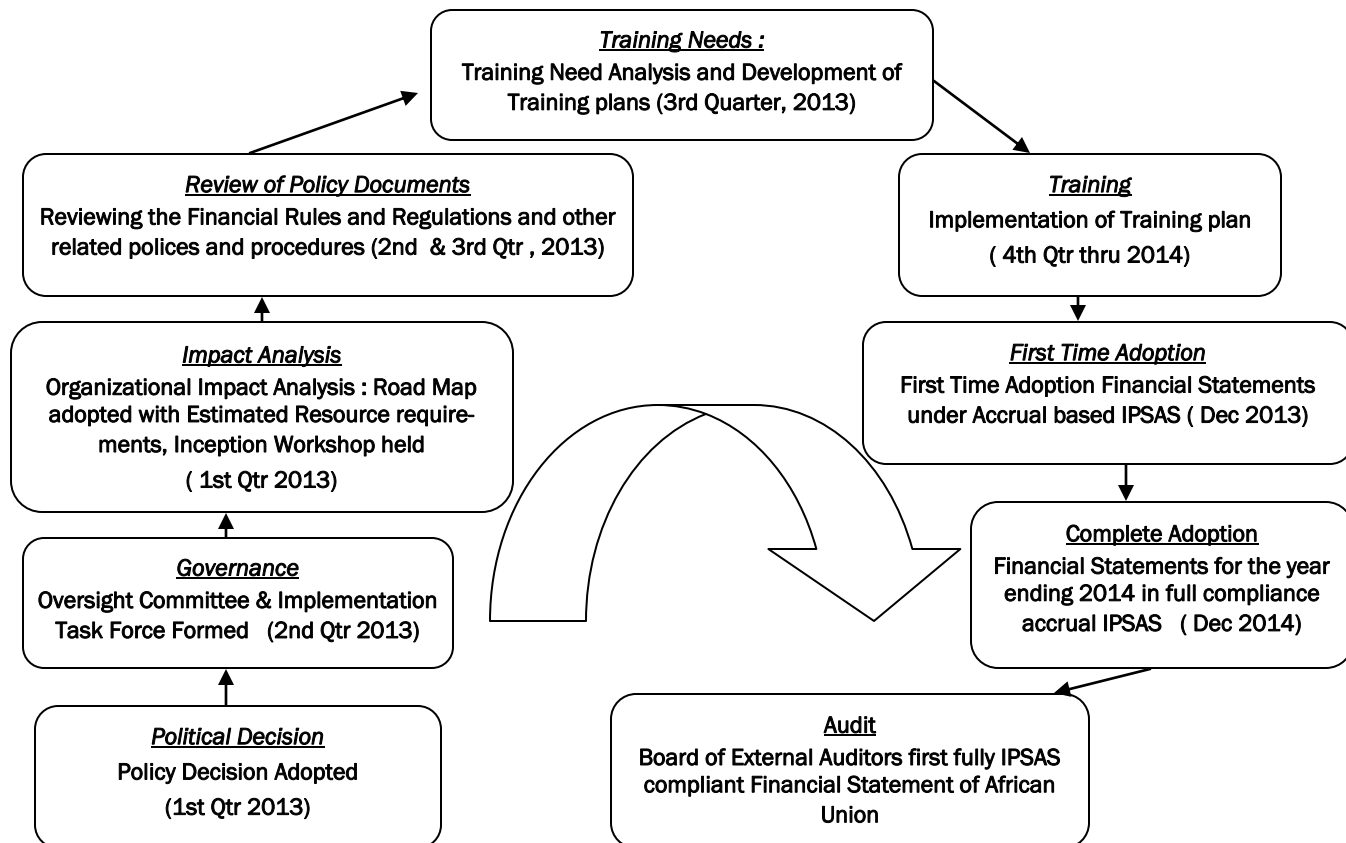 Training Needs :
Training Need Analysis and Development of
Training plans (3rd Quarter, 2013)
Review of Policy Documents
Reviewing the Financial Rules and Regulations and other
related polices and procedures (2nd & 3rd Qtr , 2013)
Training
Implementation of Training plan
( 4th Qtr thru 2014)
Impact Analysis
Organizational Impact Analysis : Road Map
adopted with Estimated Resource require-
ments, Inception Workshop held
( 1st Qtr 2013)
First Time Adoption
First Time Adoption Financial Statements
under Accrual based IPSAS ( Dec 2013)
Governance
Oversight Committee & Implementation
Task Force Formed (2nd Qtr 2013)
Complete Adoption
Financial Statements for the year
ending 2014 in full compliance
accrual IPSAS ( Dec 2014)
Political Decision
Policy Decision Adopted
(1st Qtr 2013)
Audit
Board of External Auditors first fully IPSAS
compliant Financial Statement of African
Union